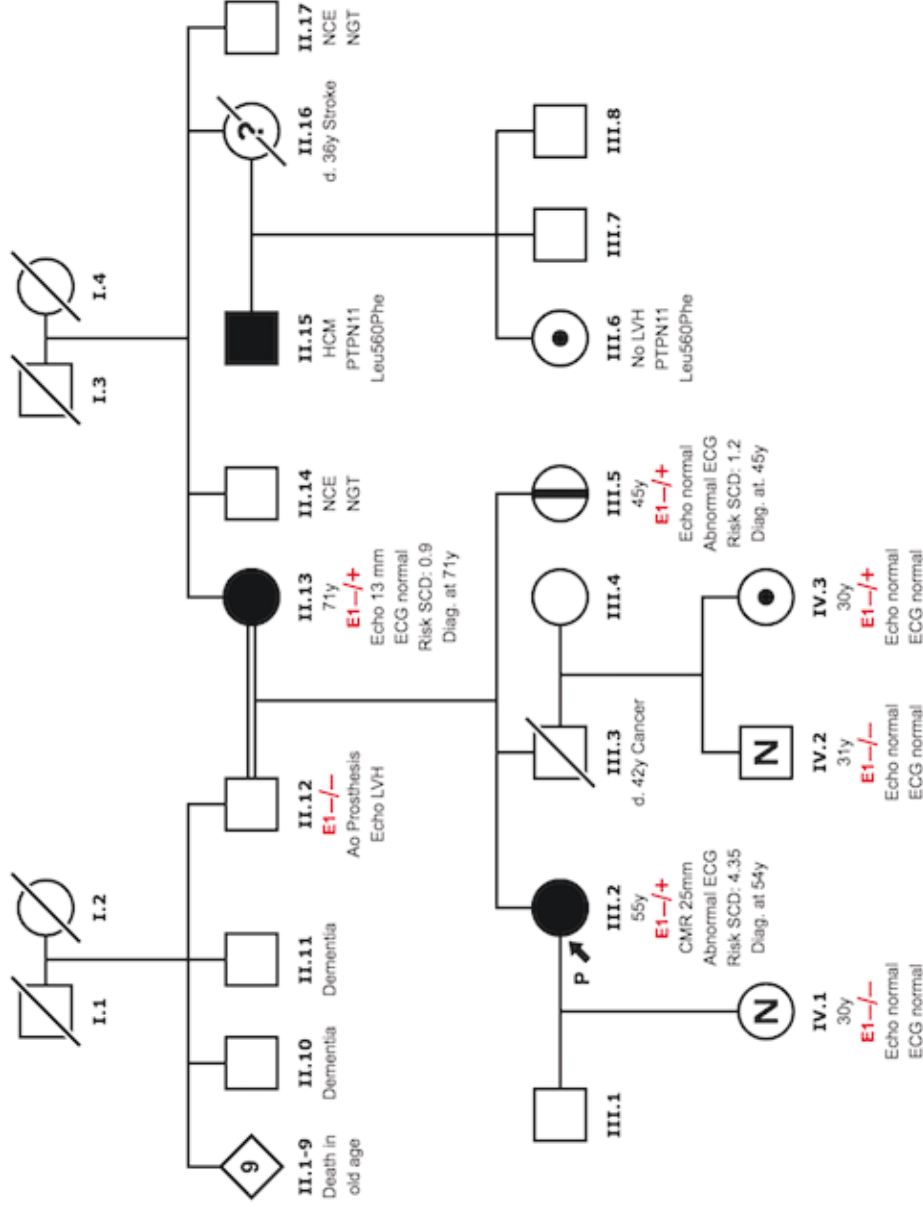 I.1
I.2
I.3
I.4
9
II.1-9
Death in
old age
II.10
Dementia
II.11
Dementia
II.12
E1−/−
Ao Prosthesis
Echo LVH
II.13
71y
E1−/+
Echo 13 mm
ECG normal
Risk SCD: 0.9
Diag. at 71y
II.14
NCE
NGT
II.15
HCM
PTPN11
Leu560Phe
?
II.16
d. 36y Stroke
II.17
NCE
NGT
III.1
P
III.2
55y
E1−/+
CMR 25mm
Abnormal ECG
Risk SCD: 4.35
Diag. at 54y
III.3
d. 42y Cancer
III.4
III.5
45y
E1−/+
Echo normal
Abnormal ECG
Risk SCD: 1.2
Diag. at. 45y
III.6
No LVH
PTPN11
Leu560Phe
III.7
III.8
N
IV.1
30y
E1−/−
Echo normal
ECG normal
N
IV.2
31y
E1−/−
Echo normal
ECG normal
IV.3
30y
E1−/+
Echo normal
ECG normal